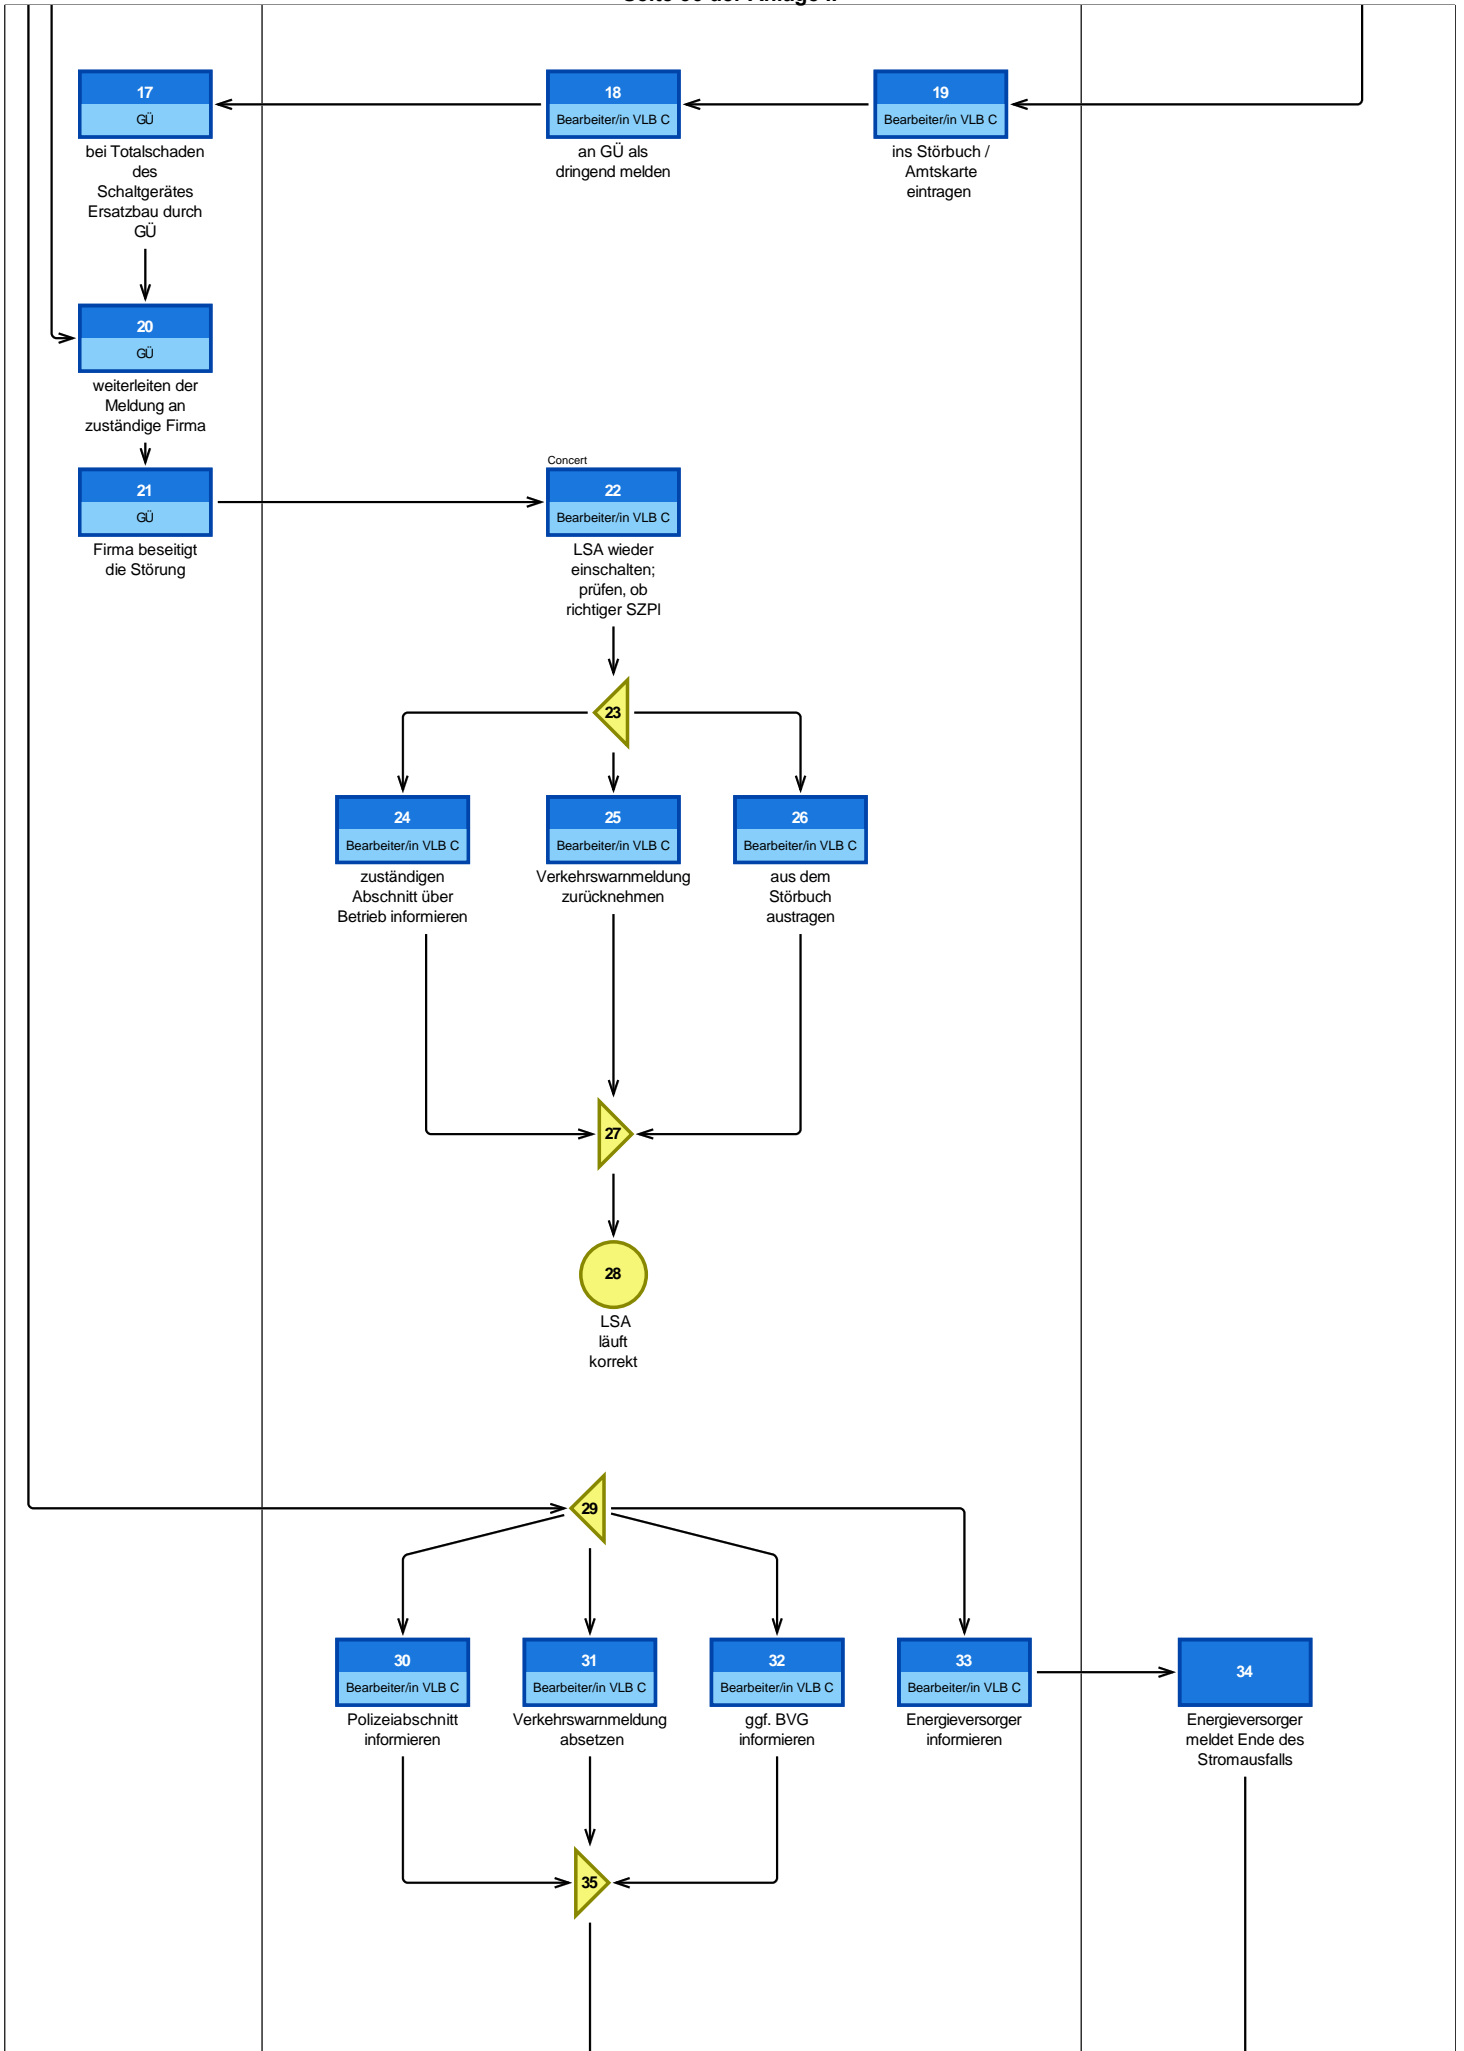 17
GÜ
bei Totalschaden
des
Schaltgerätes
Ersatzbau durch
GÜ
18
Bearbeiter/in VLB C
an GÜ als
dringend melden
19
Bearbeiter/in VLB C
ins Störbuch /
Amtskarte
eintragen
20
GÜ
weiterleiten der
Meldung an
zuständige Firma
21
GÜ
Firma beseitigt
die Störung
Concert
22
Bearbeiter/in VLB C
LSA wieder
einschalten;
prüfen, ob
richtiger SZPl
23
24
Bearbeiter/in VLB C
zuständigen
Abschnitt über
Betrieb informieren
25
Bearbeiter/in VLB C
Verkehrswarnmeldung
zurücknehmen
26
Bearbeiter/in VLB C
aus dem
Störbuch
austragen
27
28
LSA
läuft
korrekt
29
30
Bearbeiter/in VLB C
Polizeiabschnitt
informieren
31
Bearbeiter/in VLB C
Verkehrswarnmeldung
absetzen
32
Bearbeiter/in VLB C
ggf. BVG
informieren
33
Bearbeiter/in VLB C
Energieversorger
informieren
34
Energieversorger
meldet Ende des
Stromausfalls
35